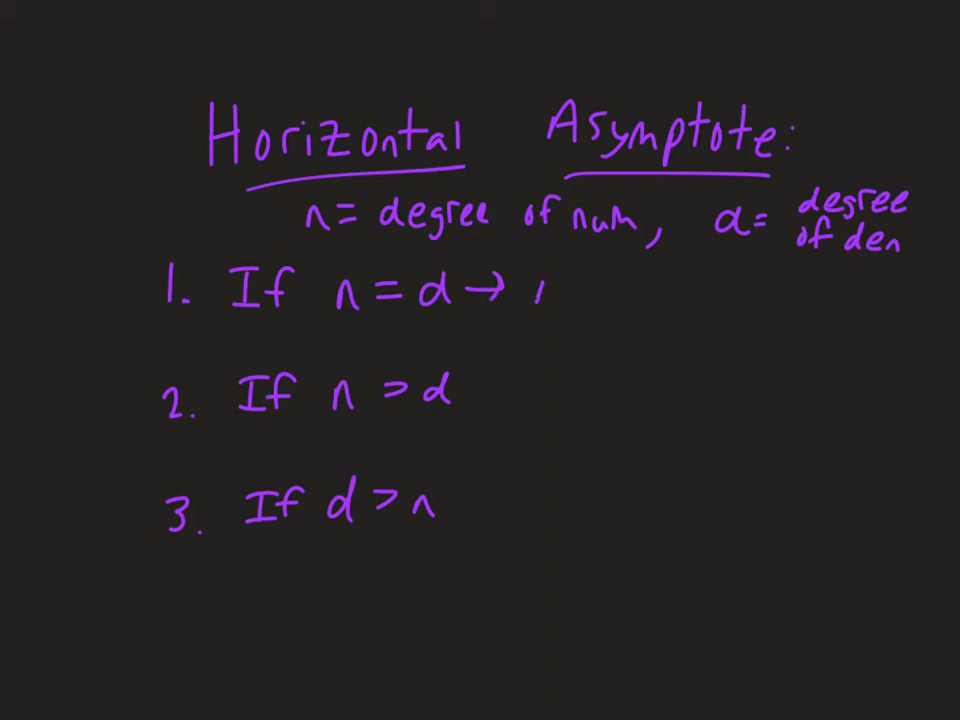 Horizontal Asymptote:
n = degree of num, d = degree of den
1. If n = d →
2. If n > d
3. If d > n